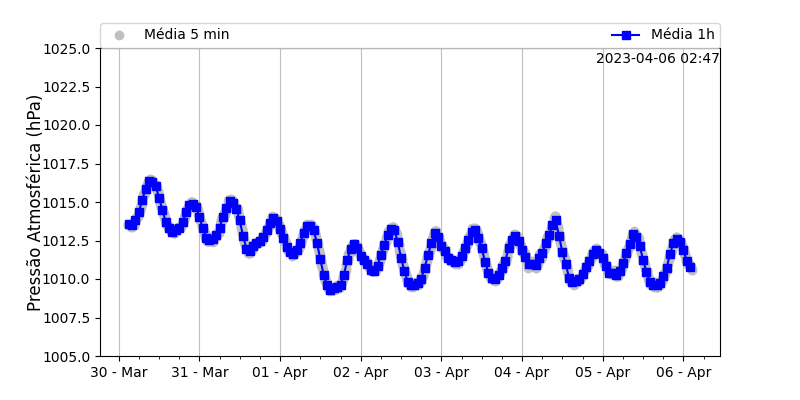 Média 5 min
Média 1h
2023-04-06 02:47
Pressão Atmosférica (hPa)
1025.0
1022.5
1020.0
1017.5
1015.0
1012.5
1010.0
1007.5
1005.0
30 - Mar
31 - Mar
01 - Apr
02 - Apr
03 - Apr
04 - Apr
05 - Apr
06 - Apr